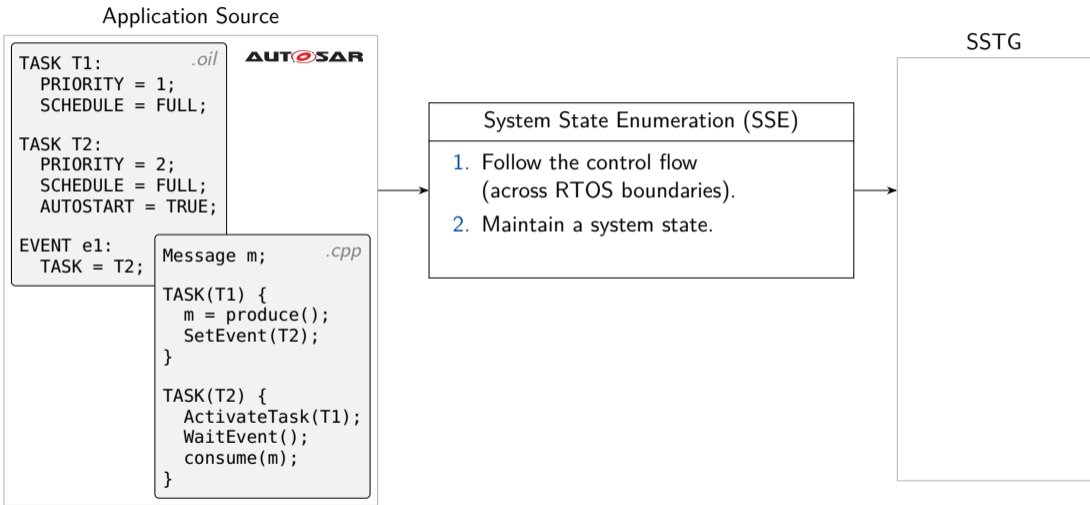 Application Source
TASK T1:
.oil
PRIORITY = 1;
SCHEDULE = FULL;
TASK T2:
PRIORITY = 2;
SCHEDULE = FULL;
AUTOSTART = TRUE;
EVENT e1:
TASK = T2;
AUTOSAR
Message m;
.cpp
TASK(T1) {
m = produce();
SetEvent(T2);
}
TASK(T2) {
ActivateTask(T1);
WaitEvent();
consume(m);
}
System State Enumeration (SSE)
1. Follow the control flow
(across RTOS boundaries).
2. Maintain a system state.
SSTG